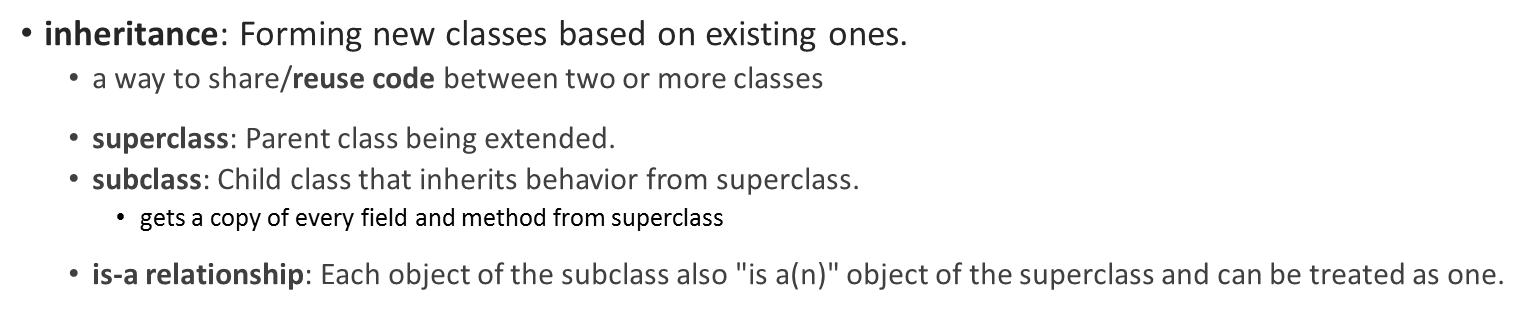 • inheritance: Forming new classes based on existing ones.
• a way to share/reuse code between two or more classes
• superclass: Parent class being extended.
• subclass: Child class that inherits behavior from superclass.
• gets a copy of every field and method from superclass
• is-a relationship: Each object of the subclass also "is a(n)" object of the superclass and can be treated as one.